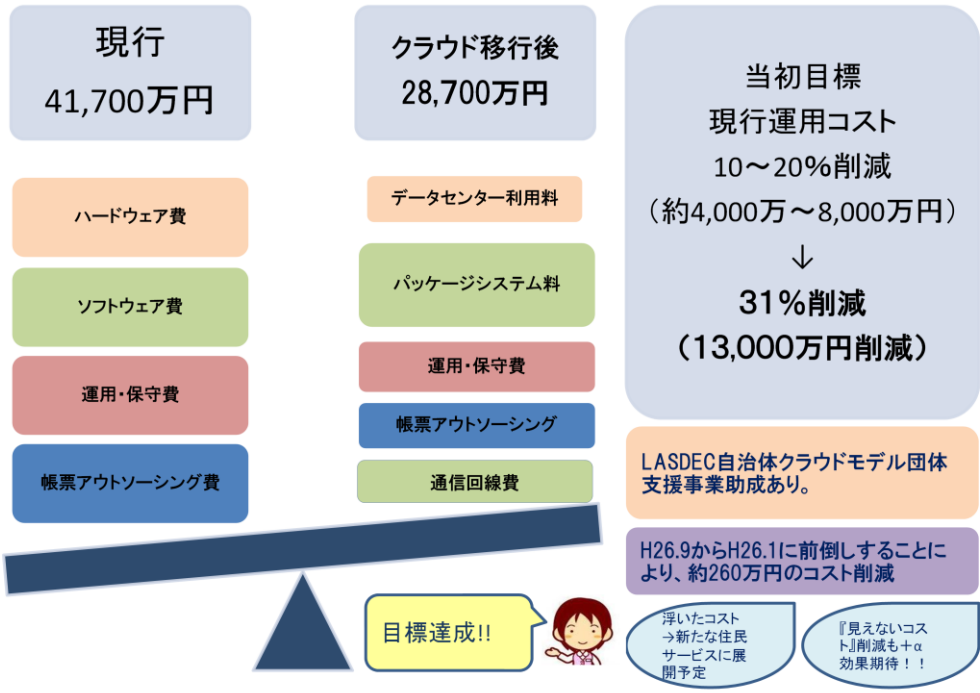 現行
41,700万円
ハードウェア費
ソフトウェア費
運用・保守費
帳票アウトソーシング費
クラウド移行後
28,700万円
データセンター利用料
パッケージシステム料
運用・保守費
帳票アウトソーシング
通信回線費
目標達成!!
当初目標
現行運用コスト
10～20%削減
（約4,000万～8,000万円）
↓
31%削減
（13,000万円削減）
LASDEC自治体クラウドモデル団体
支援事業助成あり。
H26.9からH26.1に前倒しすることに
より、約260万円のコスト削減
浮いたコスト
→新たな住民
サービスに展
開予定
『見えないコス
ト』削減も＋α
効果期待！！